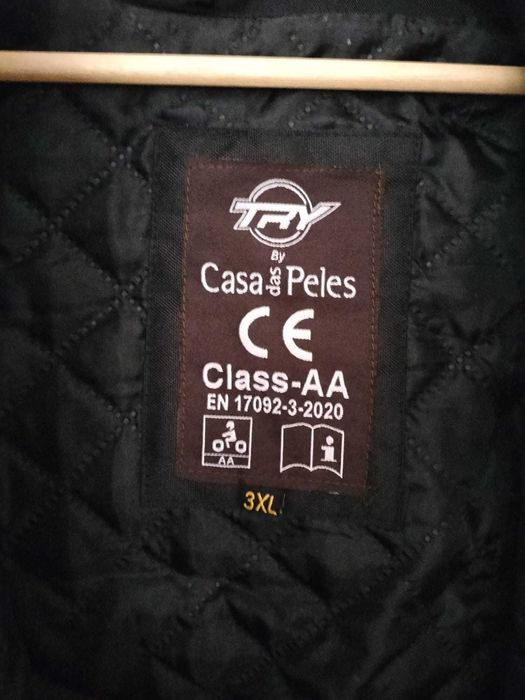 TRY
By
Casa das Peles
CE
Class-AA
EN 17092-3-2020
AA
i
3XL